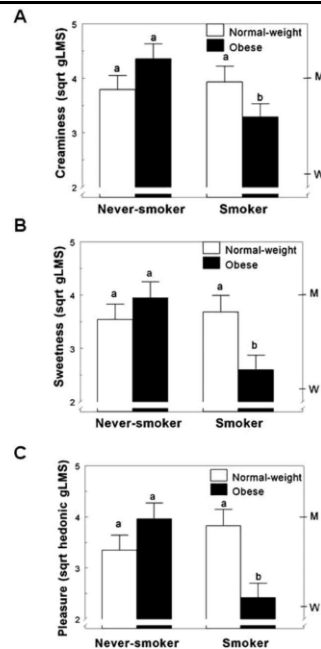 A
Creaminess (sqrt gLMS)
5
4
3
2
Normal-weight
Obese
a
a
a
b
M
W
Never-smoker
Smoker
B
Sweetness (sqrt gLMS)
5
4
3
2
Normal-weight
Obese
a
a
a
b
M
W
Never-smoker
Smoker
C
Pleasure (sqrt hedonic gLMS)
5
4
3
2
Normal-weight
Obese
a
a
a
b
M
W
Never-smoker
Smoker